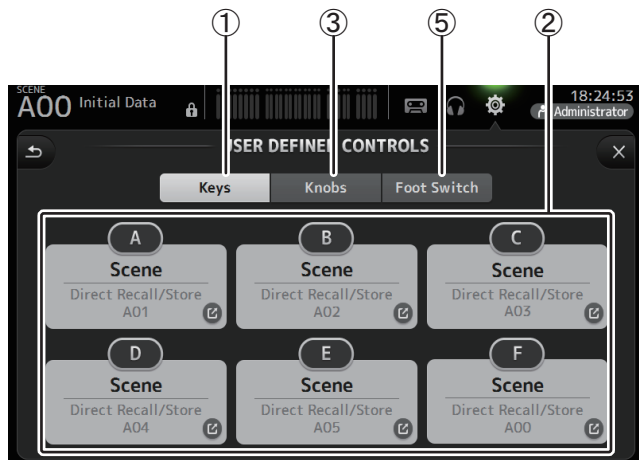 ① ③ ⑤ ②
SCENE
A00 Initial Data
18:24:53
Administrator
USER DEFINED CONTROLS
Keys Knobs Foot Switch
A B C
Scene Scene Scene
Direct Recall/Store Direct Recall/Store Direct Recall/Store
A01 A02 A03
D E F
Scene Scene Scene
Direct Recall/Store Direct Recall/Store Direct Recall/Store
A04 A05 A00